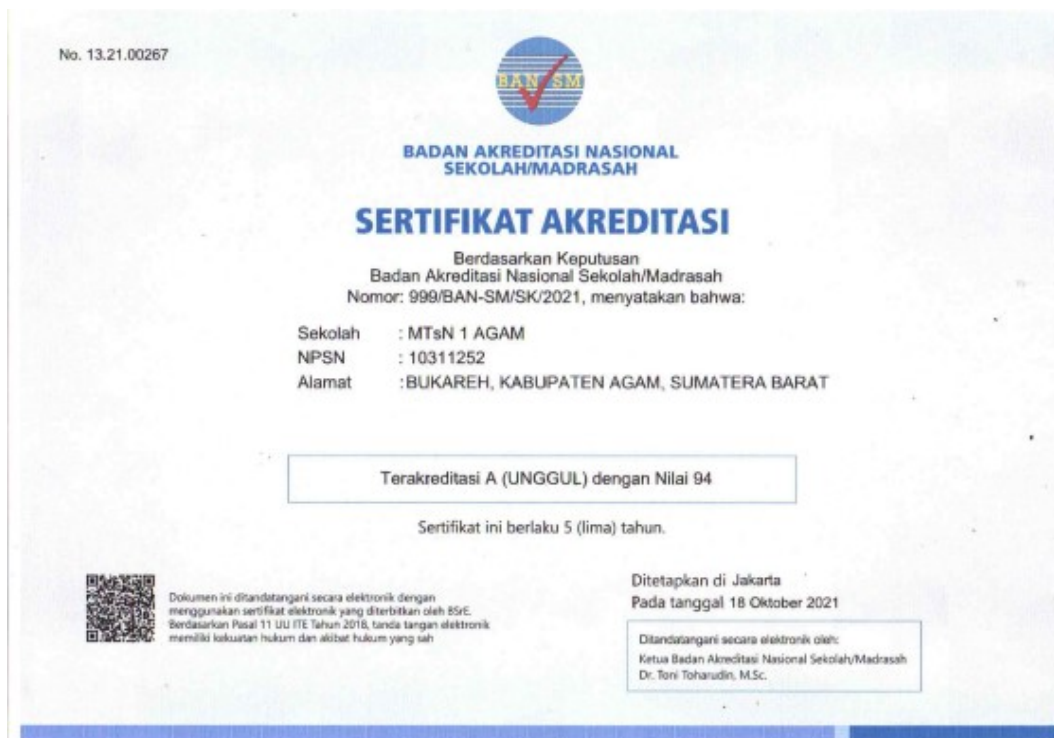 No. 13.21.00267
BAN SM
BADAN AKREDITASI NASIONAL
SEKOLAH/MADRASAH
SERTIFIKAT AKREDITASI
Berdasarkan Keputusan
Badan Akreditasi Nasional Sekolah/Madrasah
Nomor: 999/BAN-SM/SK/2021, menyatakan bahwa:
Sekolah : MTsN 1 AGAM
NPSN : 10311252
Alamat :BUKAREH, KABUPATEN AGAM, SUMATERA BARAT
Terakreditasi A (UNGGUL) dengan Nilai 94
Sertifikat ini berlaku 5 (lima) tahun.
Dokumen ini ditandatangani secara elektronik dengan
menggunakan sertifikat elektronik yang diterbitkan oleh BSrE.
Berdasarkan Pasal 11 UU ITE Tahun 2018, tanda tangan elektronik
memiliki kekuatan hukum dan akibat hukum yang sah
Ditetapkan di Jakarta
Pada tanggal 18 Oktober 2021
Ditandatangani secara elektronik oleh:
Ketua Badan Akreditasi Nasional Sekolah/Madrasah
Dr. Toni Toharudin, M.Sc.